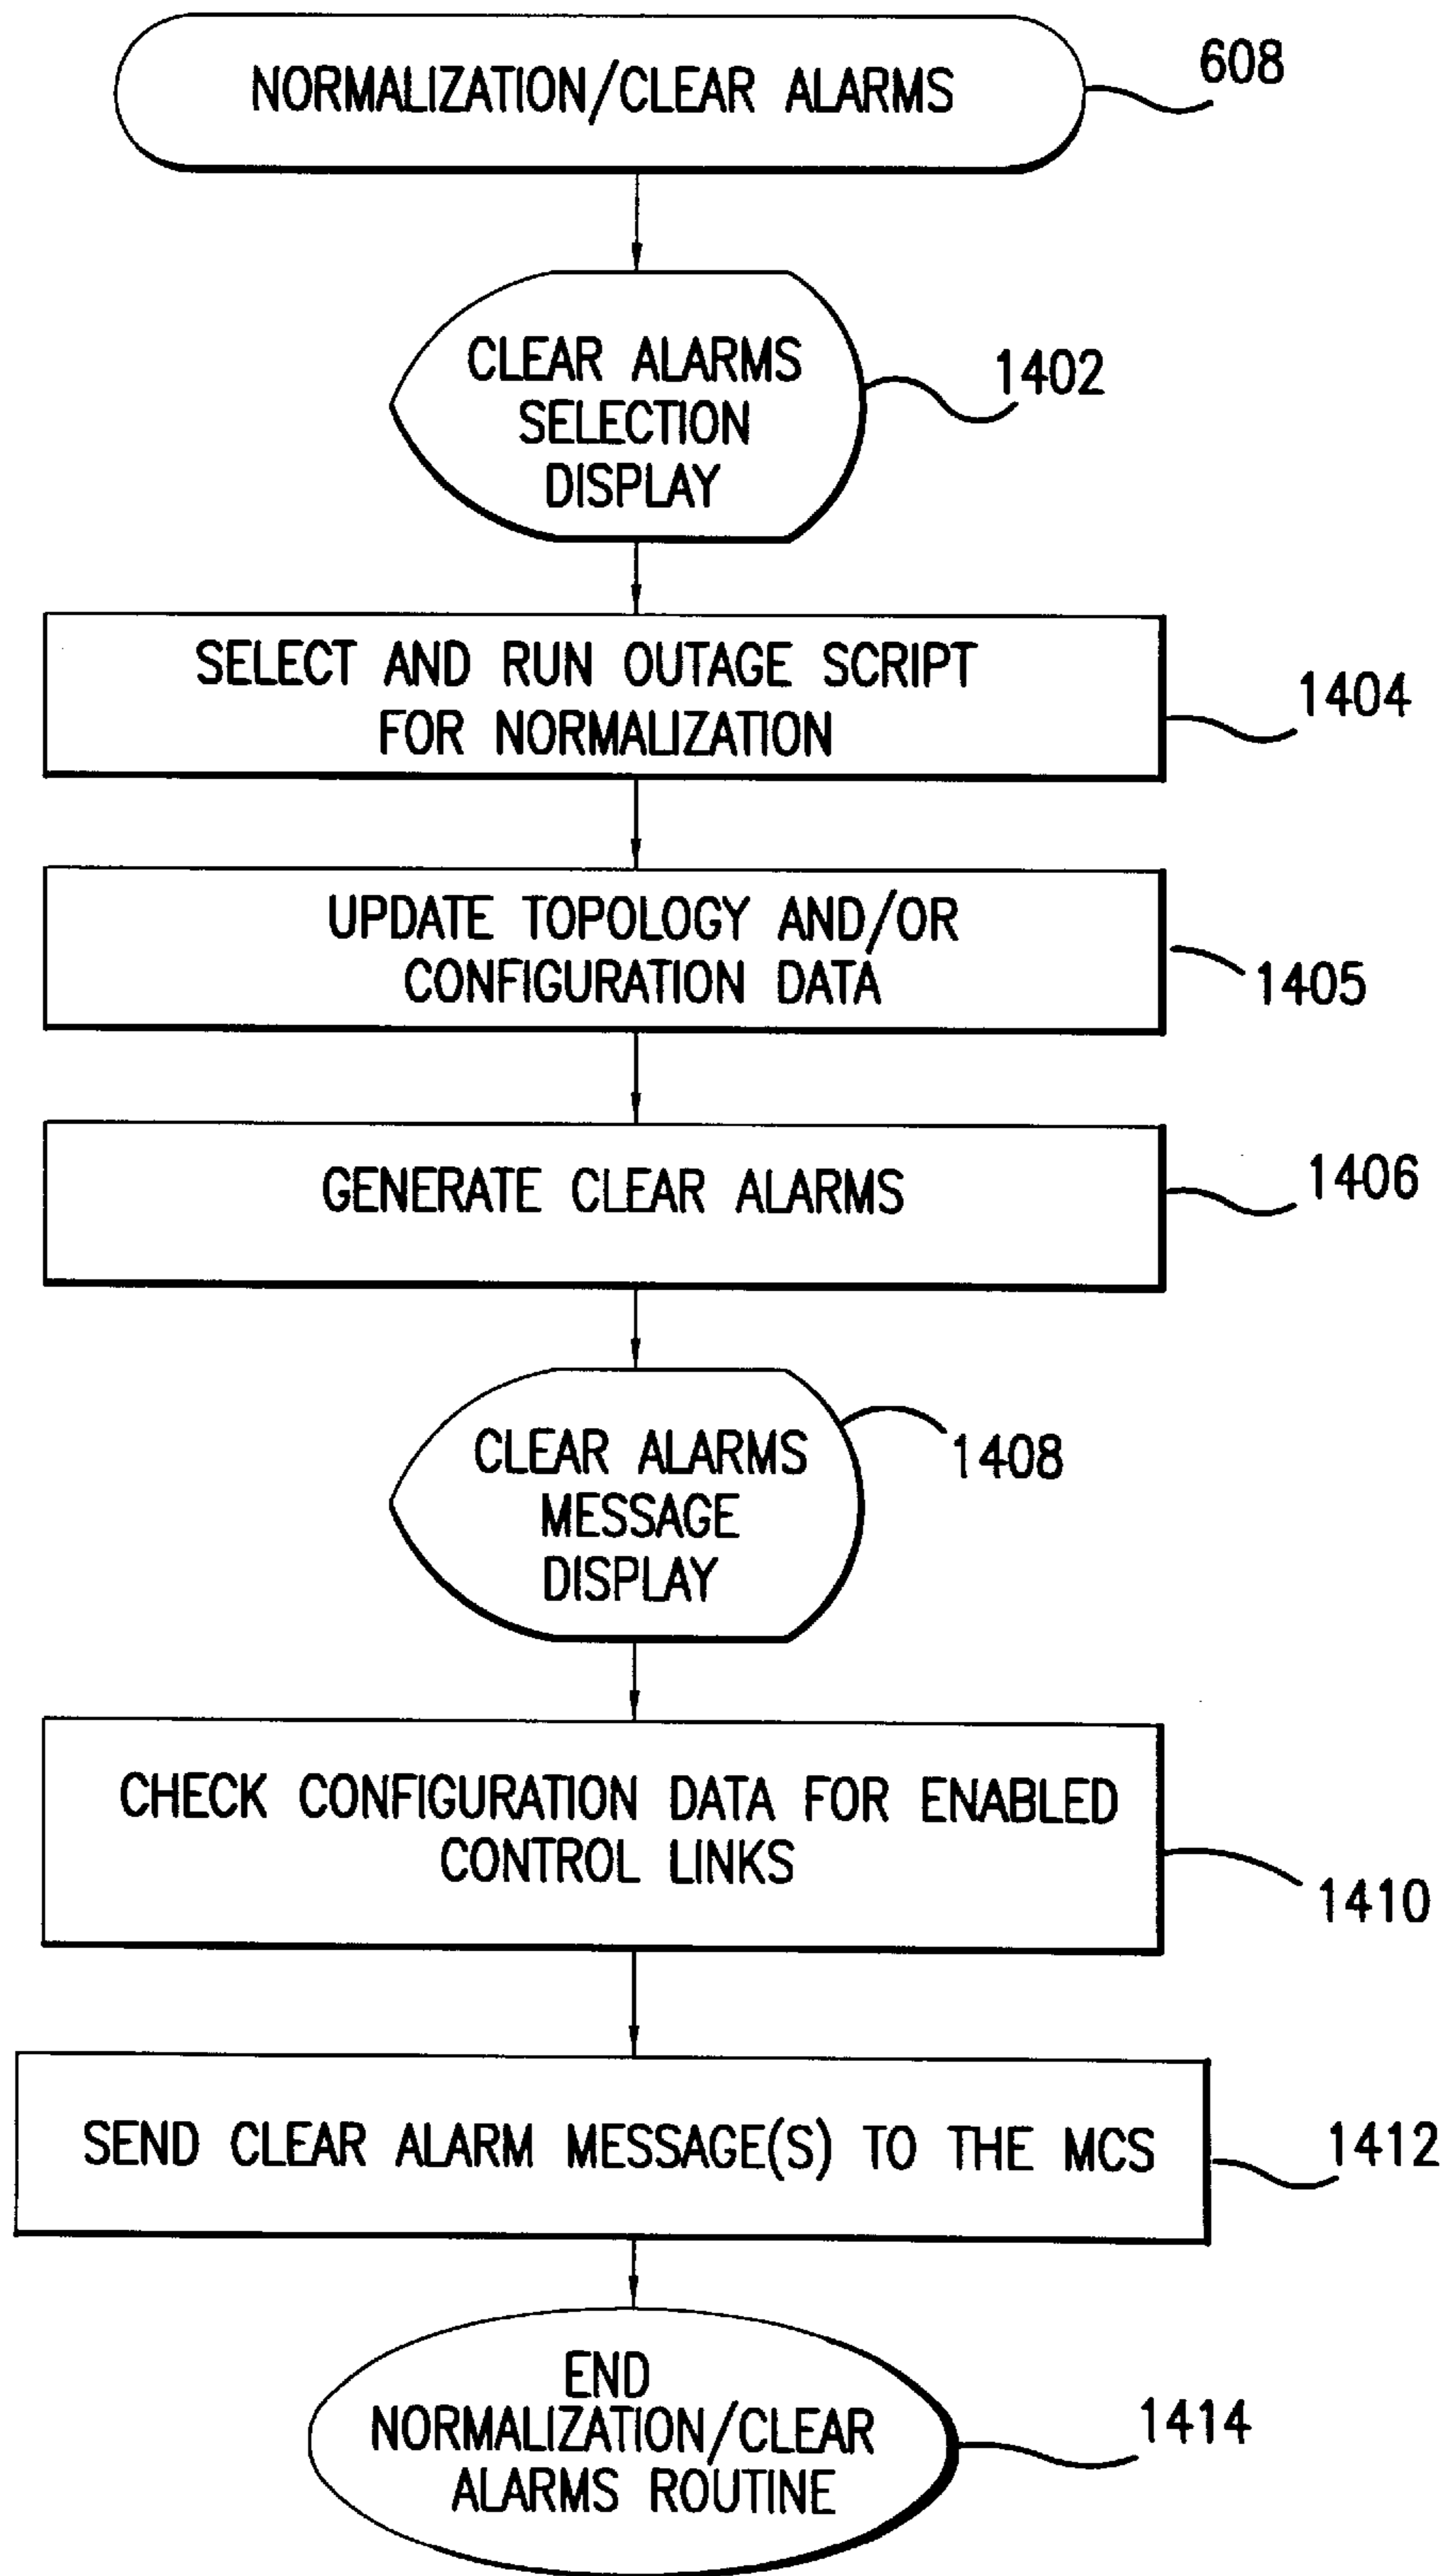 NORMALIZATION/CLEAR ALARMS
608
CLEAR ALARMS
SELECTION
DISPLAY
1402
SELECT AND RUN OUTAGE SCRIPT
FOR NORMALIZATION
1404
UPDATE TOPOLOGY AND/OR
CONFIGURATION DATA
1405
GENERATE CLEAR ALARMS
1406
CLEAR ALARMS
MESSAGE
DISPLAY
1408
CHECK CONFIGURATION DATA FOR ENABLED
CONTROL LINKS
1410
SEND CLEAR ALARM MESSAGE(S) TO THE MCS
1412
END
NORMALIZATION/CLEAR
ALARMS ROUTINE
1414